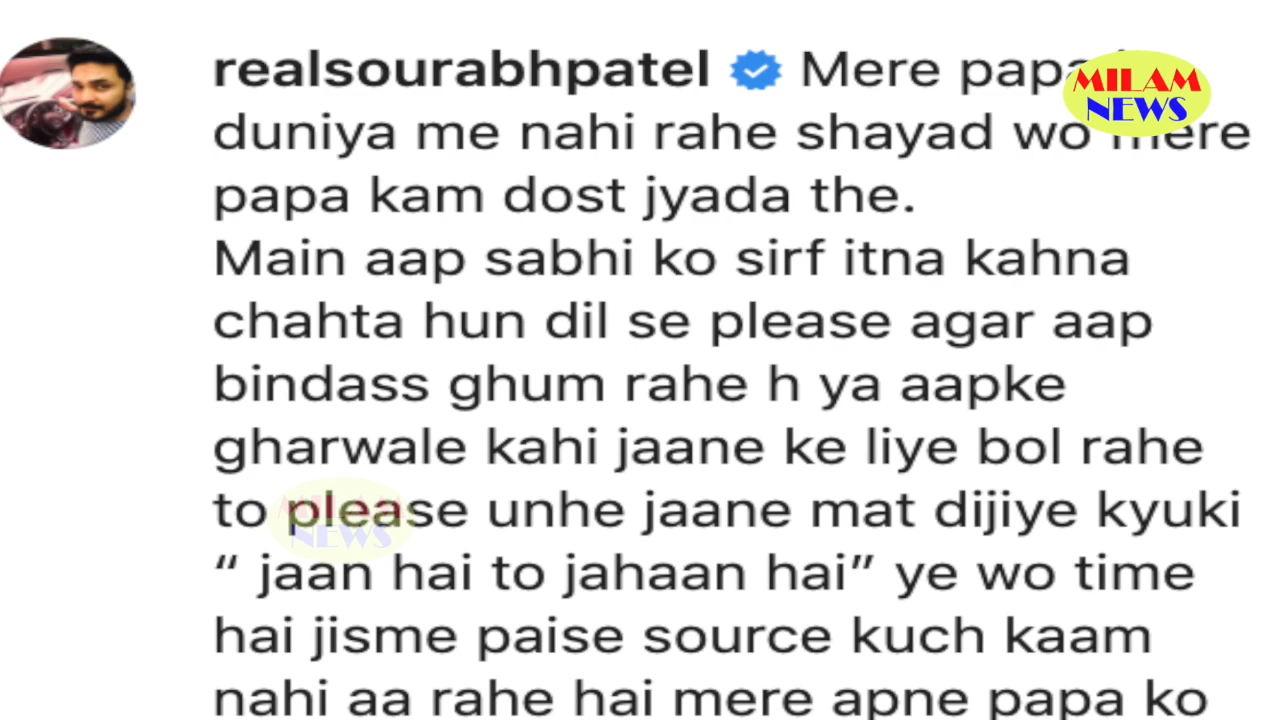 realsourabhpatel Mere papa
MILAM
NEWS
duniya me nahi rahe shayad wo mere
papa kam dost jyada the.
Main aap sabhi ko sirf itna kahna
chahta hun dil se please agar aap
bindass ghum rahe h ya aapke
gharwale kahi jaane ke liye bol rahe
to please unhe jaane mat dijiye kyuki
MILAM
NEWS
“ jaan hai to jahaan hai” ye wo time
hai jisme paise source kuch kaam
nahi aa rahe hai mere apne papa ko